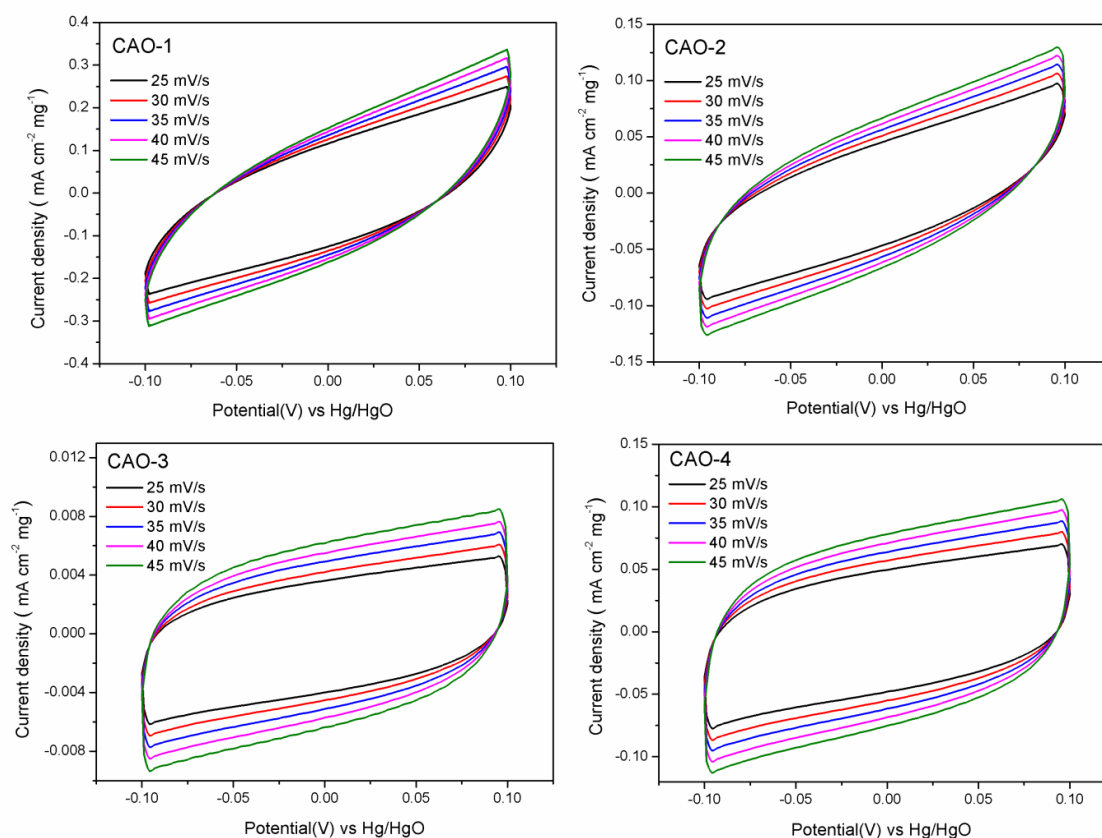 CAO-1
25 mV/s
30 mV/s
35 mV/s
40 mV/s
45 mV/s
0.4
0.3
0.2
0.1
0.0
-0.1
-0.2
-0.3
-0.4
-0.10
-0.05
0.00
0.05
0.10
Current density ( mA cm⁻² mg⁻¹)
Potential(V) vs Hg/HgO
CAO-2
25 mV/s
30 mV/s
35 mV/s
40 mV/s
45 mV/s
0.15
0.10
0.05
0.00
-0.05
-0.10
-0.15
-0.10
-0.05
0.00
0.05
0.10
Current density ( mA cm⁻² mg⁻¹)
Potential(V) vs Hg/HgO
CAO-3
25 mV/s
30 mV/s
35 mV/s
40 mV/s
45 mV/s
0.012
0.008
0.004
0.000
-0.004
-0.008
-0.10
-0.05
0.00
0.05
0.10
Current density ( mA cm⁻² mg⁻¹)
Potential(V) vs Hg/HgO
CAO-4
25 mV/s
30 mV/s
35 mV/s
40 mV/s
45 mV/s
0.15
0.10
0.05
0.00
-0.05
-0.10
-0.10
-0.05
0.00
0.05
0.10
Current density ( mA cm⁻² mg⁻¹)
Potential(V) vs Hg/HgO